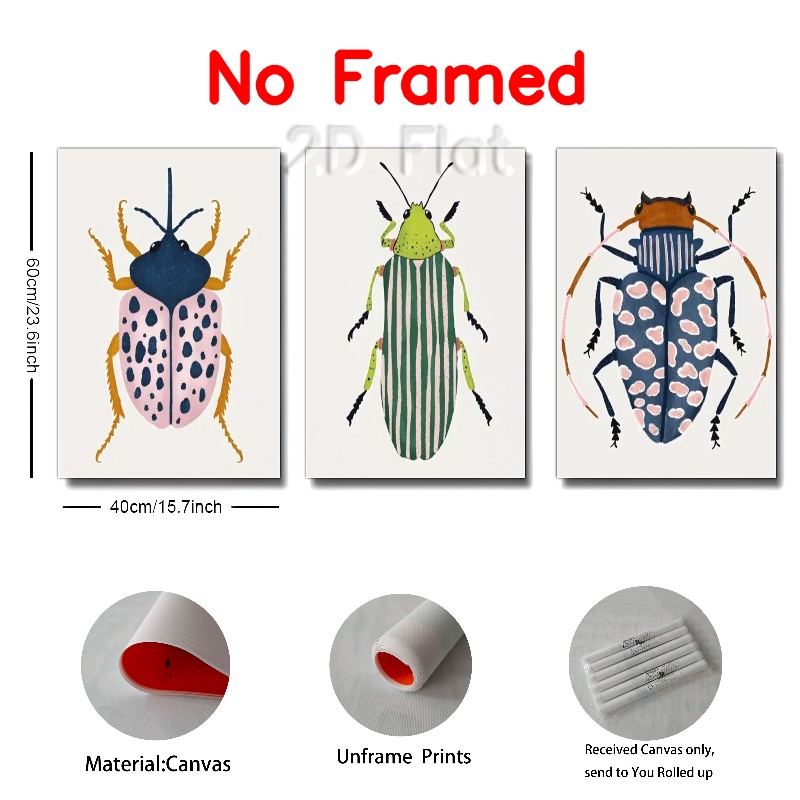 No Framed
2D Flat
60cm/23.6inch
40cm/15.7inch
Material:Canvas
Unframe Prints
Received Canvas only,
send to You Rolled up